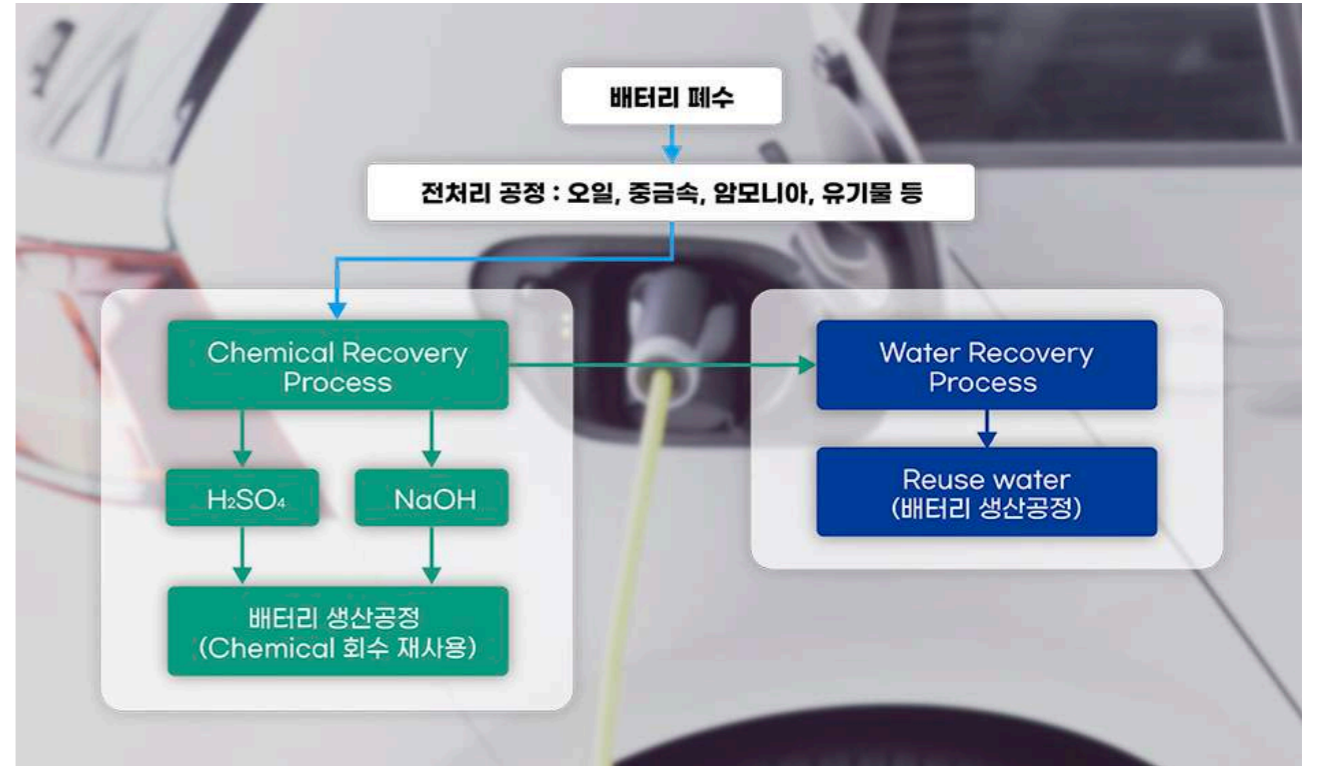 배터리 폐수
전처리 공정 : 오일, 중금속, 암모니아, 유기물 등
Chemical Recovery
Process
H₂SO₄
NaOH
배터리 생산공정
(Chemical 회수 재사용)
Water Recovery
Process
Reuse water
(배터리 생산공정)